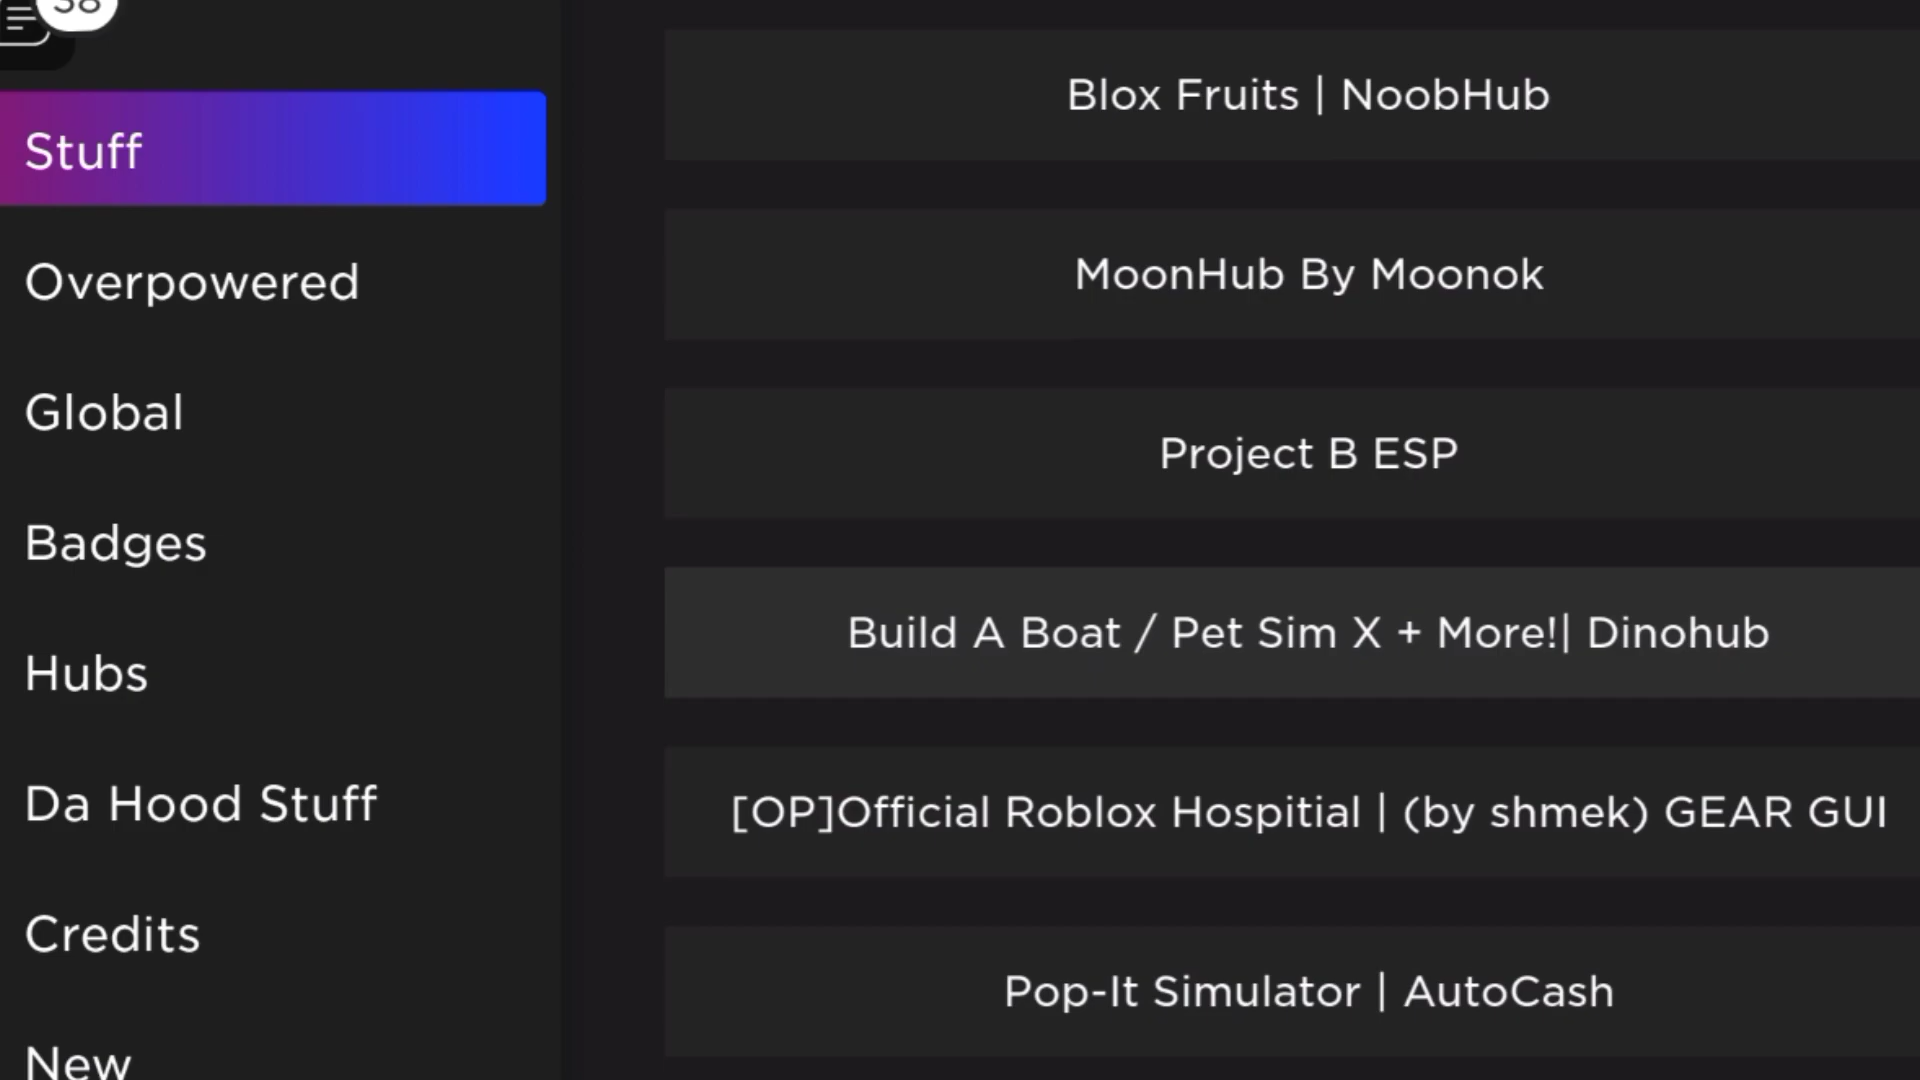 38
Stuff
Overpowered
Global
Badges
Hubs
Da Hood Stuff
Credits
New
Blox Fruits | NoobHub
MoonHub By Moonok
Project B ESP
Build A Boat / Pet Sim X + More!| Dinohub
[OP]Official Roblox Hospitial | (by shmek) GEAR GUI
Pop-It Simulator | AutoCash